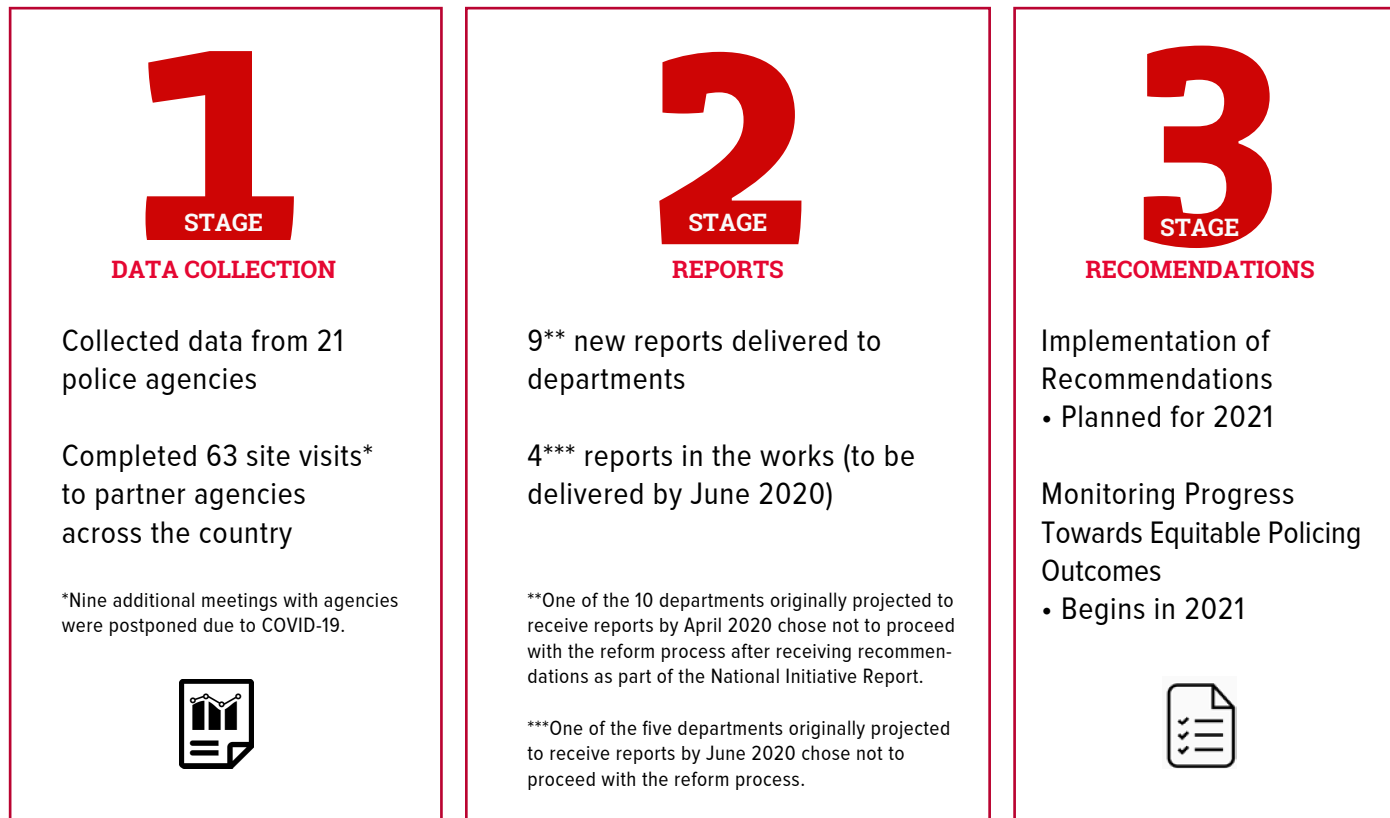 1
STAGE
DATA COLLECTION
Collected data from 21
police agencies
Completed 63 site visits*
to partner agencies
across the country
*Nine additional meetings with agencies
were postponed due to COVID-19.
2
STAGE
REPORTS
9** new reports delivered to
departments
4*** reports in the works (to be
delivered by June 2020)
**One of the 10 departments originally projected to
receive reports by April 2020 chose not to proceed
with the reform process after receiving recommen-
dations as part of the National Initiative Report.
***One of the five departments originally projected
to receive reports by June 2020 chose not to
proceed with the reform process.
3
STAGE
RECOMENDATIONS
Implementation of
Recommendations
• Planned for 2021
Monitoring Progress
Towards Equitable Policing
Outcomes
• Begins in 2021